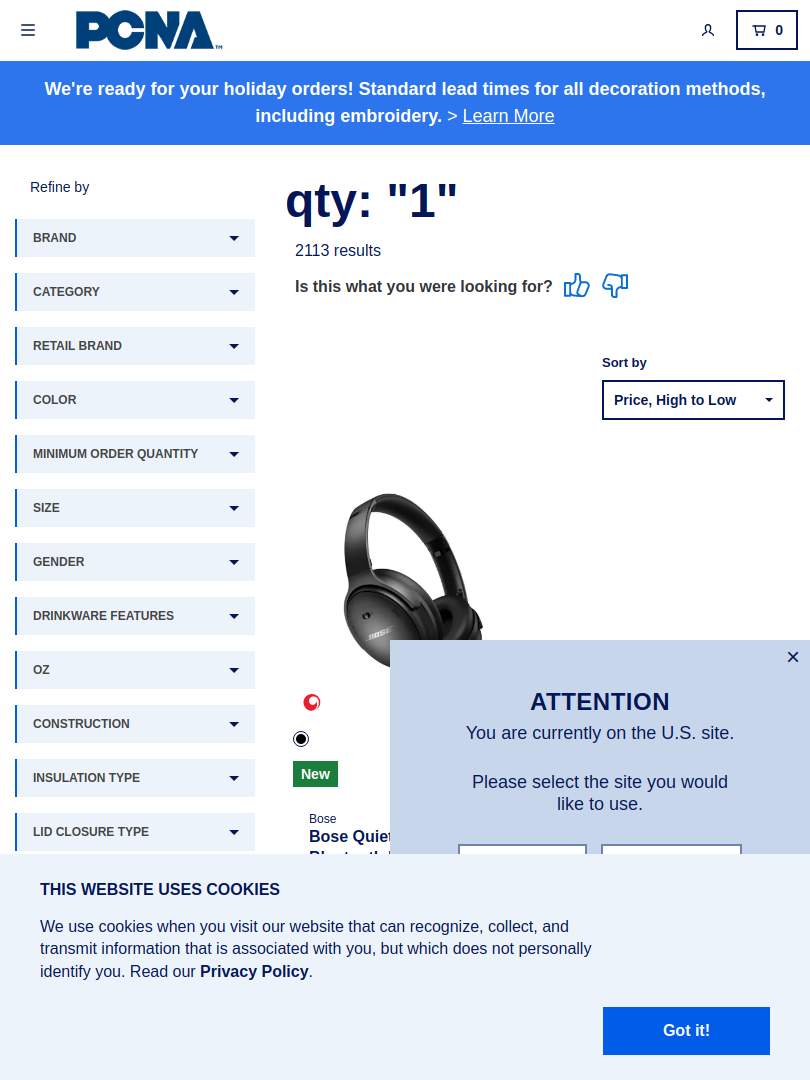 PCNA™
0
We're ready for your holiday orders! Standard lead times for all decoration methods,
including embroidery. > Learn More
Refine by
BRAND
CATEGORY
RETAIL BRAND
COLOR
MINIMUM ORDER QUANTITY
SIZE
GENDER
DRINKWARE FEATURES
OZ
CONSTRUCTION
INSULATION TYPE
LID CLOSURE TYPE
qty: "1"
2113 results
Is this what you were looking for?
Sort by
Price, High to Low
BOSE
New
Bose
Bose Quiet
×
ATTENTION
You are currently on the U.S. site.
Please select the site you would
like to use.
THIS WEBSITE USES COOKIES
We use cookies when you visit our website that can recognize, collect, and
transmit information that is associated with you, but which does not personally
identify you. Read our Privacy Policy.
Got it!